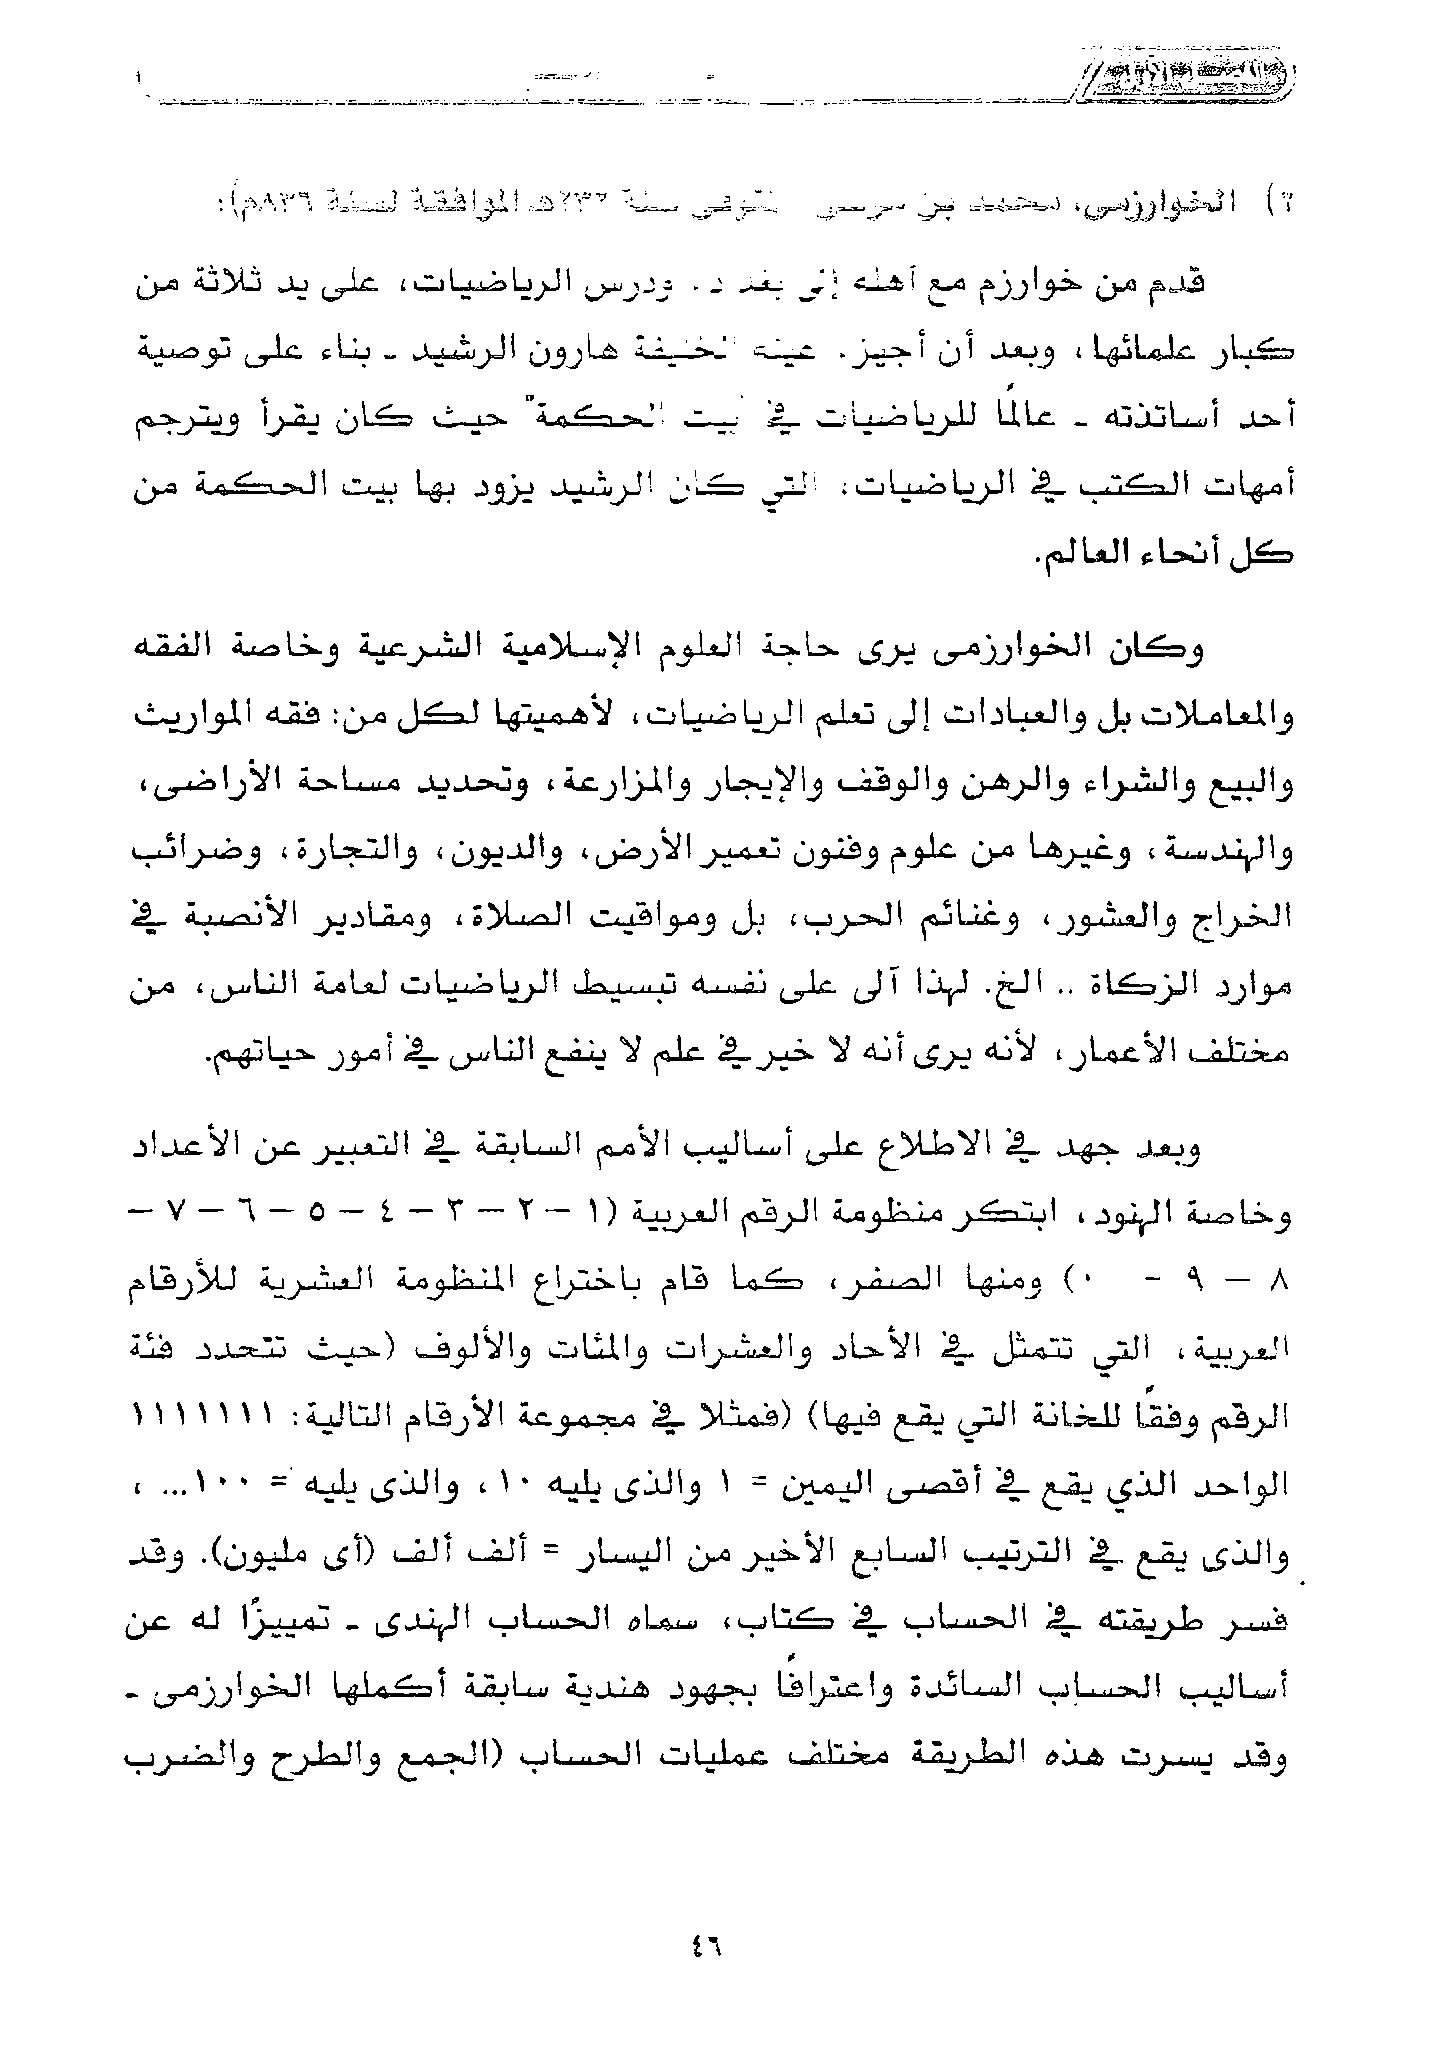 الخوارزمى، محمد بن موسى سنة الموافقة لسنة ٨٣٦م):
قدم من خوارزم مع أهله إلى بغداد. ودرس الرياضيات، على يد ثلاثة من
كبار علمائها، وبعد أن أجيز. عينه الخليفة هارون الرشيد ـ بناء على توصية
أحد أساتذته ـ عالمًا للرياضيات في "بيت الحكمة" حيث كان يقرأ ويترجم
أمهات الكتب في الرياضيات، التي كان الرشيد يزود بها بيت الحكمة من
كل أنحاء العالم.
وكان الخوارزمى يرى حاجة العلوم الإسلامية الشرعية وخاصة الفقه
والمعاملات بل والعبادات إلى تعلم الرياضيات، لأهميتها لكل من: فقه المواريث
والبيع والشراء والرهن والوقف والإيجار والمزارعة، وتحديد مساحة الأراضى،
والهندسة، وغيرها من علوم وفنون تعمير الأرض، والديون، والتجارة، وضرائب
الخراج والعشور، وغنائم الحرب، بل ومواقيت الصلاة، ومقادير الأنصبة في
موارد الزكاة .. الخ. لهذا آلى على نفسه تبسيط الرياضيات لعامة الناس، من
مختلف الأعمار، لأنه يرى أنه لا خير في علم لا ينفع الناس في أمور حياتهم.
وبعد جهد في الاطلاع على أساليب الأمم السابقة في التعبير عن الأعداد
وخاصة الهنود، ابتكر منظومة الرقم العربية (١ – ٢ – ٣ – ٤ – ٥ – ٦ – ٧ –
٨ – ٩ - ٠) ومنها الصفر، كما قام باختراع المنظومة العشرية للأرقام
العربية، التي تتمثل في الأحاد والعشرات والمئات والألوف (حيث تتحدد فئة
الرقم وفقًا للخانة التي يقع فيها) (فمثلا في مجموعة الأرقام التالية: ١١١١١١١
الواحد الذي يقع في أقصى اليمين = ١ والذى يليه ١٠، والذى يليه = ١٠٠... ،
والذى يقع في الترتيب السابع الأخير من اليسار = ألف ألف (أى مليون). وقد
فسر طريقته في الحساب في كتاب، سماه الحساب الهندى ـ تمييزًا له عن
أساليب الحساب السائدة واعترافًا بجهود هندية سابقة أكملها الخوارزمى ـ
وقد يسرت هذه الطريقة مختلف عمليات الحساب (الجمع والطرح والضرب
٤٦